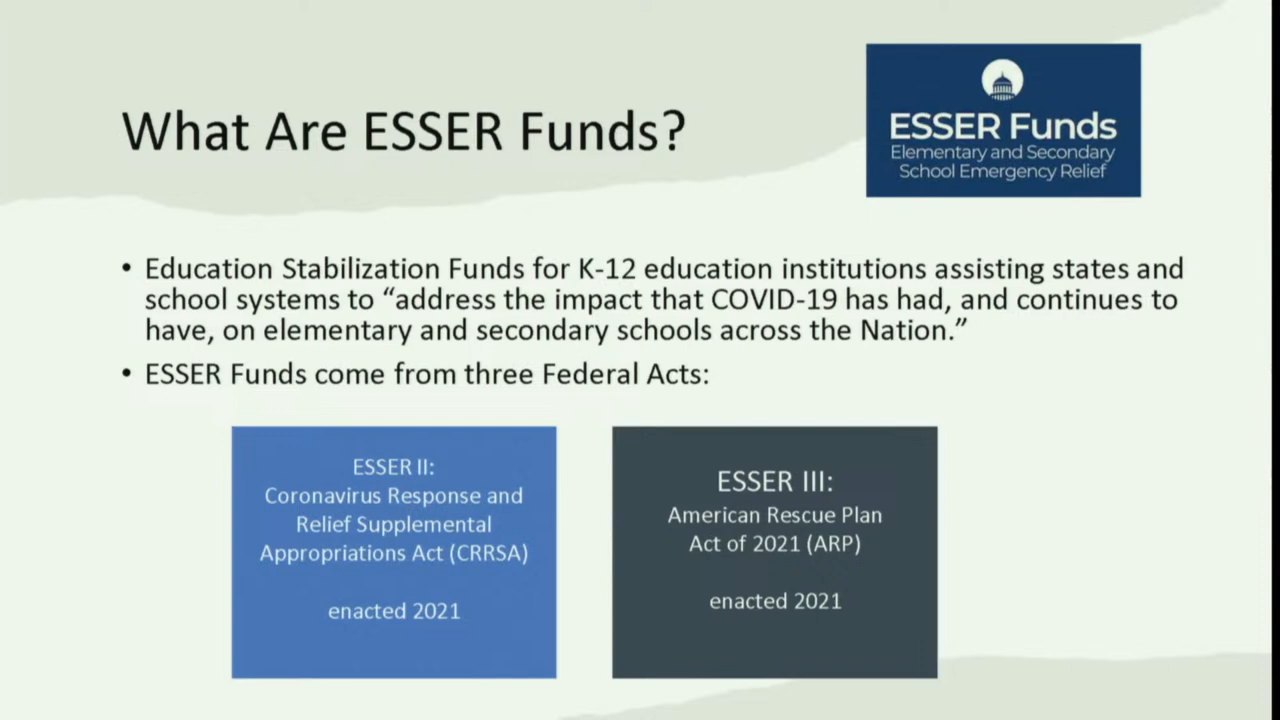 What Are ESSER Funds?
ESSER Funds
Elementary and Secondary
School Emergency Relief
• Education Stabilization Funds for K-12 education institutions assisting states and
school systems to “address the impact that COVID-19 has had, and continues to
have, on elementary and secondary schools across the Nation.”
• ESSER Funds come from three Federal Acts:
ESSER II:
Coronavirus Response and
Relief Supplemental
Appropriations Act (CRRSA)
enacted 2021
ESSER III:
American Rescue Plan
Act of 2021 (ARP)
enacted 2021